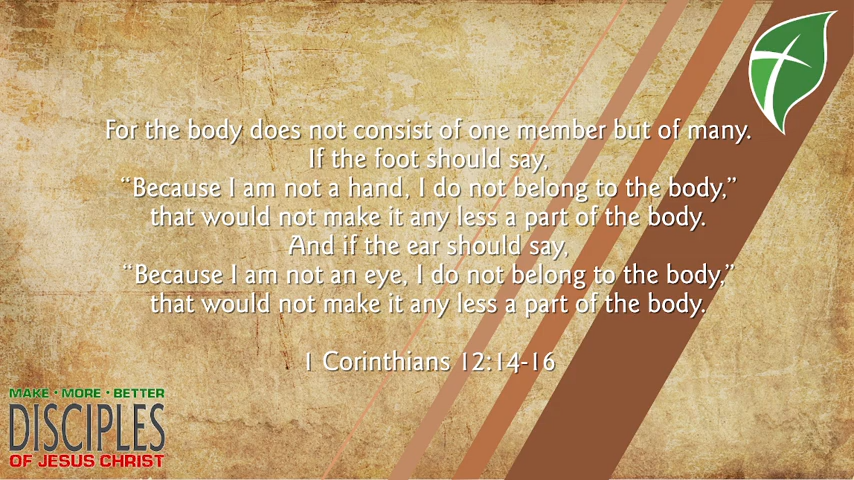 For the body does not consist of one member but of many.
If the foot should say,
“Because I am not a hand, I do not belong to the body,”
that would not make it any less a part of the body.
And if the ear should say,
“Because I am not an eye, I do not belong to the body,”
that would not make it any less a part of the body.
1 Corinthians 12:14-16
MAKE · MORE · BETTER
DISCIPLES
OF JESUS CHRIST